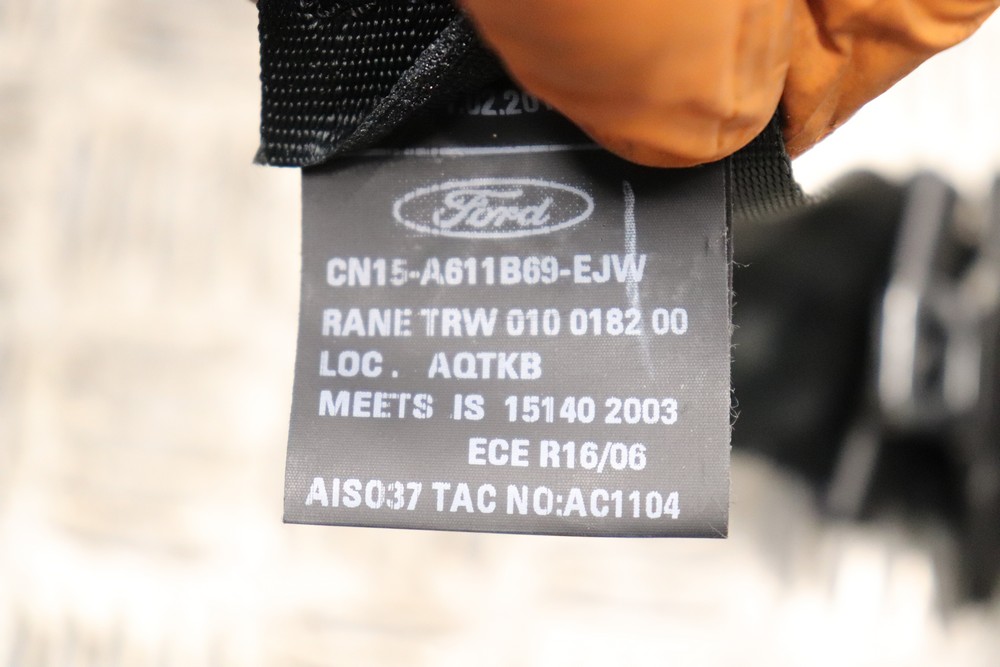 Ford
CN15-A611B69-EJW
RANE TRW 010 0182 00
LOC. AQTKB
MEETS IS 15140 2003
ECE R16/06
AIS037 TAC NO:AC1104